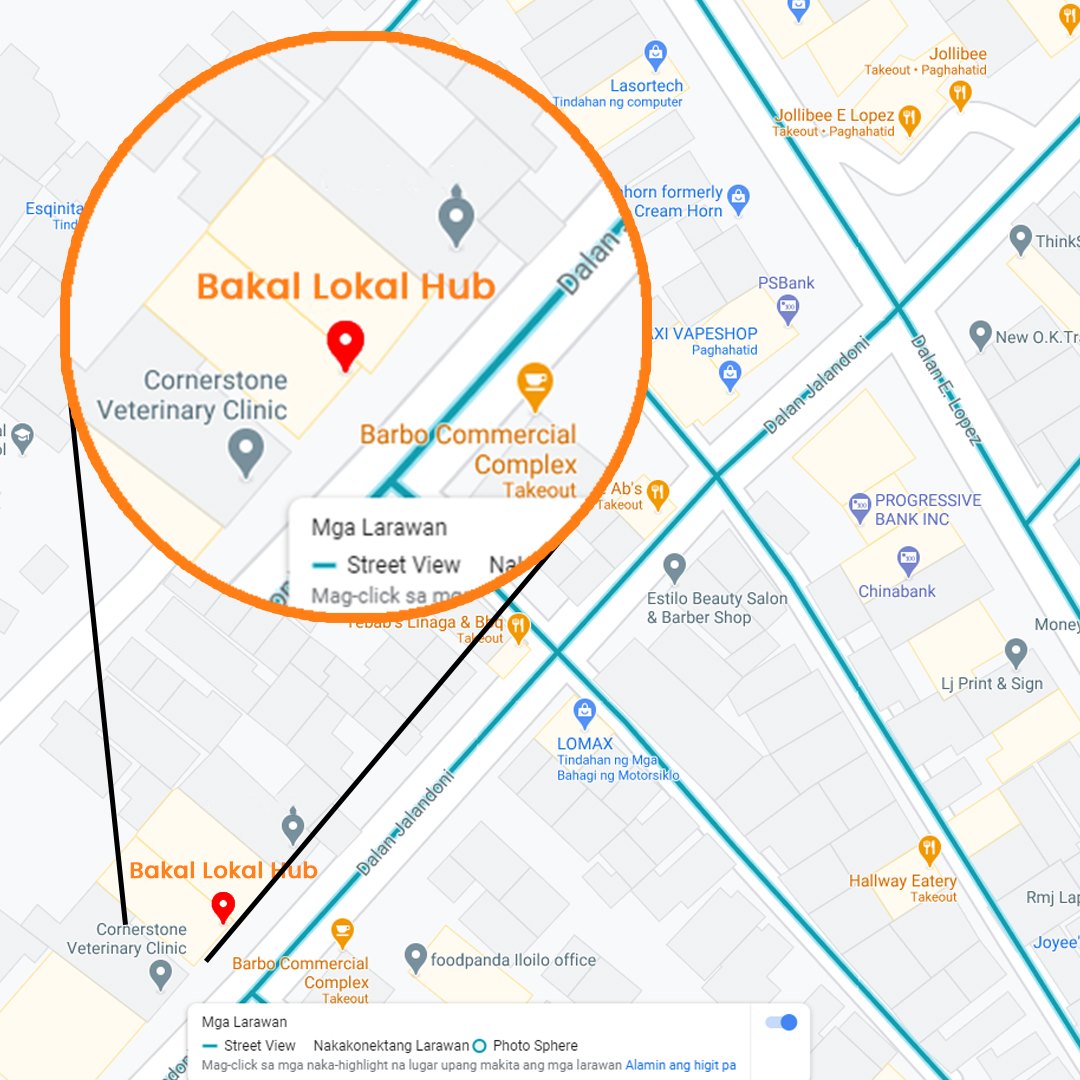 Jollibee
Takeout • Paghahatid
Lasortech
Tindahan ng computer
Jollibee E Lopez
Takeout • Paghahatid
Esqinita
Tind
horn formerly
Cream Horn
ThinkS
Dalan
Bakal Lokal Hub
PSBank
AXI VAPESHOP
Paghahatid
New O.K.Tr
Dalan Jalandoni
Dalan E. Lopez
Cornerstone
Veterinary Clinic
Barbo Commercial
Complex
Takeout
Ab's
Takeout
PROGRESSIVE
BANK INC
Mga Larawan
Street View
Mag-click sa mga
Chinabank
Estilo Beauty Salon
& Barber Shop
Linaga & Bbq
Takeout
Money
Lj Print & Sign
LOMAX
Tindahan ng Mga
Bahagi ng Motorsiklo
Dalan Jalandoni
Bakal Lokal Hub
Hallway Eatery
Takeout
Rmj Lap
Cornerstone
Veterinary Clinic
Joyee'
Barbo Commercial
Complex
Takeout
foodpanda Iloilo office
Mga Larawan
Street View Nakakonektang Larawan Photo Sphere
Mag-click sa mga naka-highlight na lugar upang makita ang mga larawan Alamin ang higit pa